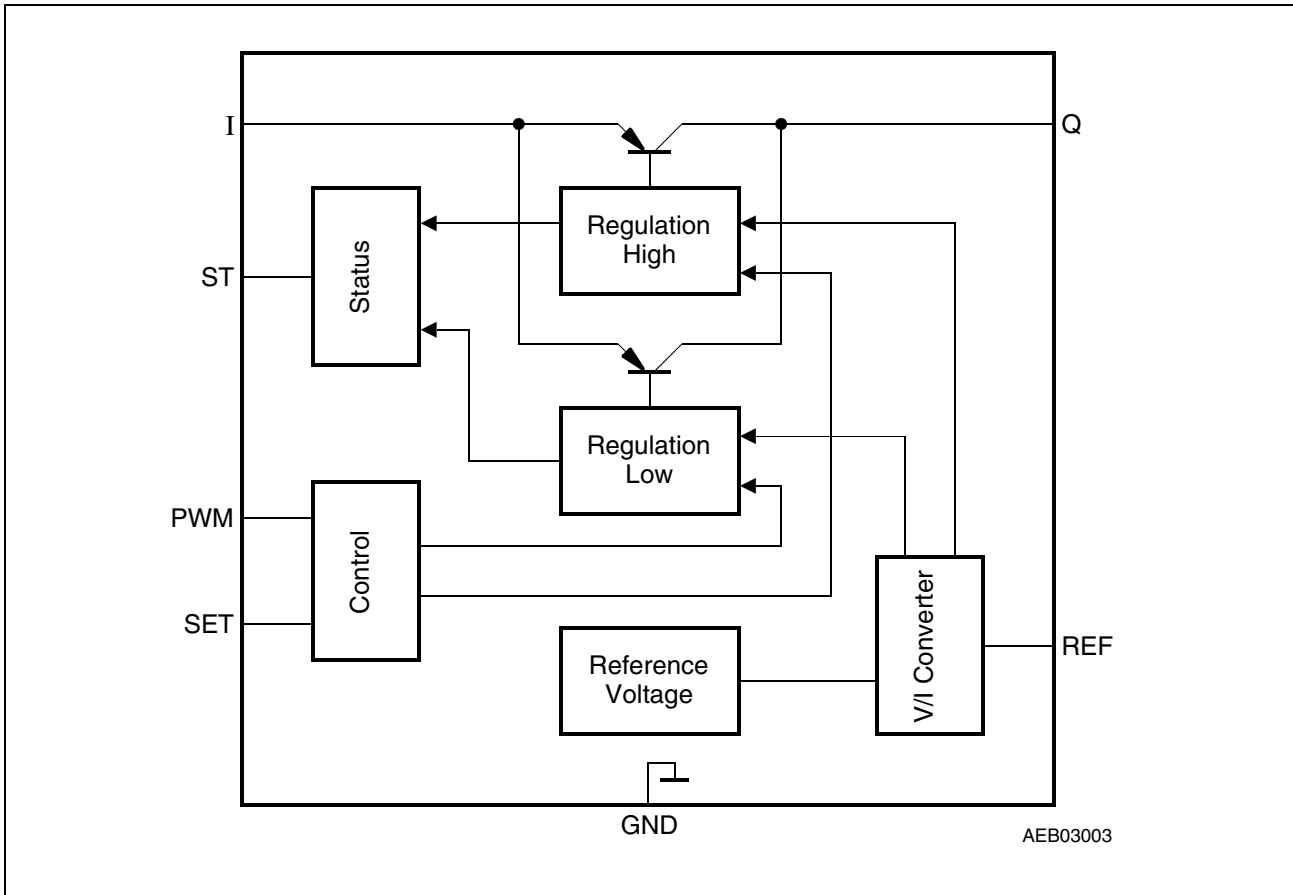 I
Q
Regulation
High
Status
ST
Regulation
Low
PWM
Control
SET
V/I Converter
REF
Reference
Voltage
GND
AEB03003